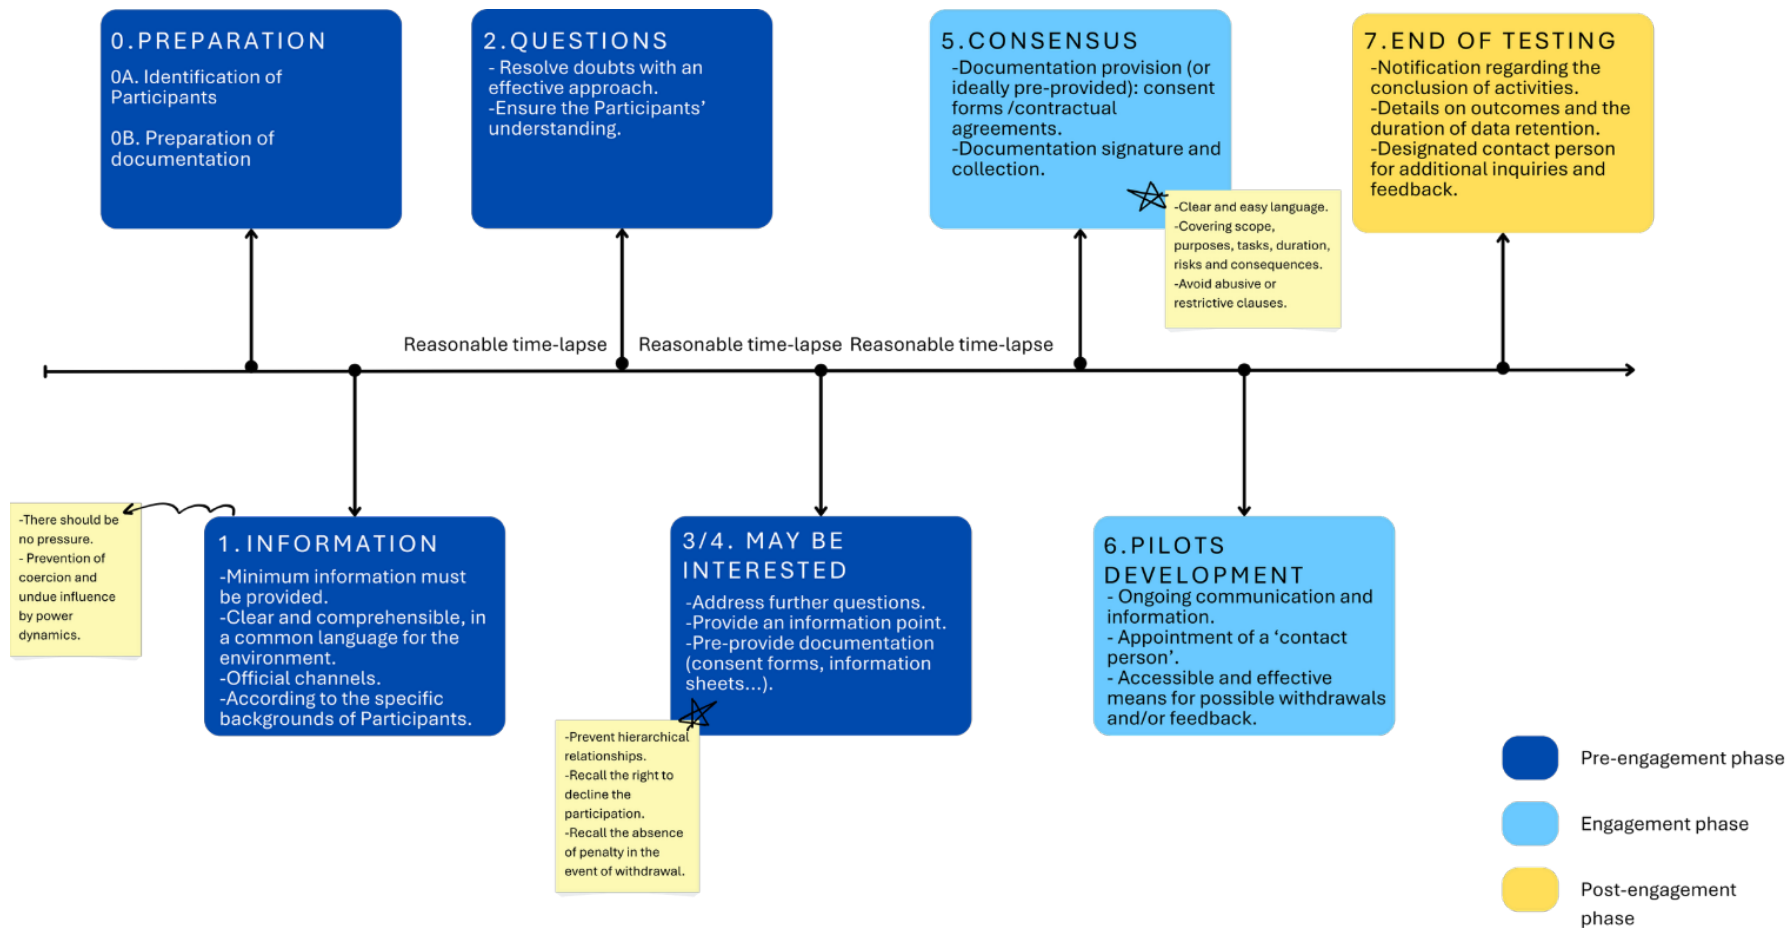 0.PREPARATION
0A. Identification of
Participants
0B. Preparation of
documentation
2.QUESTIONS
- Resolve doubts with an
effective approach.
-Ensure the Participants’
understanding.
5.CONSENSUS
-Documentation provision (or
ideally pre-provided): consent
forms /contractual
agreements.
-Documentation signature and
collection.
-Clear and easy language.
-Covering scope,
purposes, tasks, duration,
risks and consequences.
-Avoid abusive or
restrictive clauses.
7.END OF TESTING
-Notification regarding the
conclusion of activities.
-Details on outcomes and the
duration of data retention.
-Designated contact person
for additional inquiries and
feedback.
Reasonable time-lapse
Reasonable time-lapse
Reasonable time-lapse
-There should be
no pressure.
- Prevention of
coercion and
undue influence
by power
dynamics.
1.INFORMATION
-Minimum information must
be provided.
-Clear and comprehensible, in
a common language for the
environment.
-Official channels.
-According to the specific
backgrounds of Participants.
3/4. MAY BE
INTERESTED
-Address further questions.
-Provide an information point.
-Pre-provide documentation
(consent forms, information
sheets...).
-Prevent hierarchical
relationships.
-Recall the right to
decline the
participation.
-Recall the absence
of penalty in the
event of withdrawal.
6.PILOTS
DEVELOPMENT
- Ongoing communication and
information.
- Appointment of a ‘contact
person’.
- Accessible and effective
means for possible withdrawals
and/or feedback.
Pre-engagement phase
Engagement phase
Post-engagement
phase